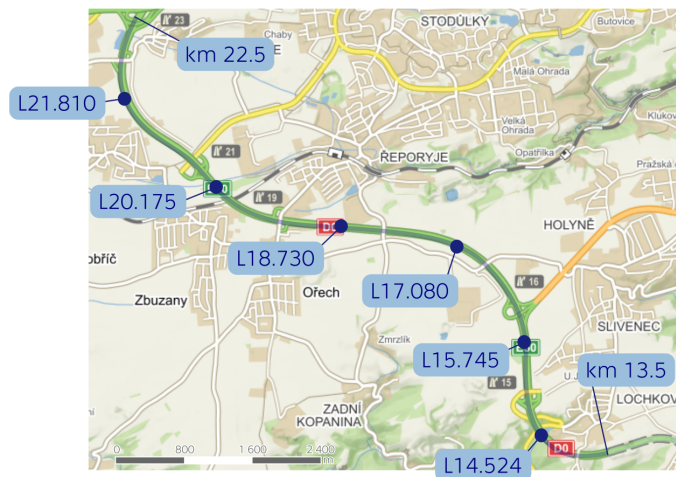 23
STODŮLKY
Butovice
Chaby
km 22.5
Malá Ohrada
L21.810
Velká
Ohrada
Klukov
21
ŘEPORYJE
Opatřilka
Pražská č
L20.175
19
HOLYNĚ
D0
obříč
L18.730
Zbuzany
Ořech
L17.080
16
SLIVENEC
Zmrzlík
L15.745
km 13.5
15
U J
LOCHKOV
ZADNÍ
KOPANINA
D0
L14.524
0 800 1 600 2 400
m